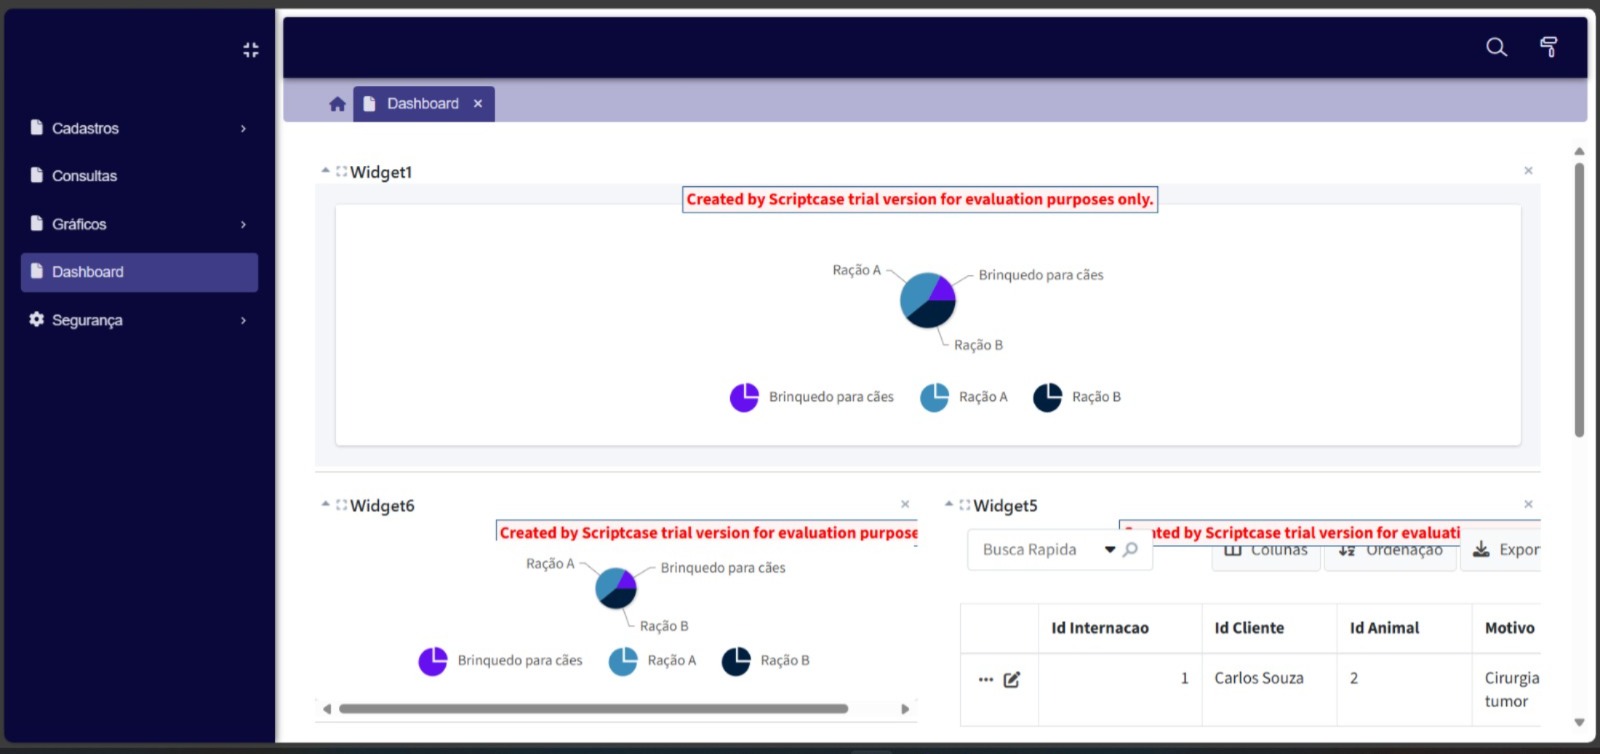 Dashboard
Cadastros
Consultas
Gráficos
Dashboard
Segurança
Widget1
Created by Scriptcase trial version for evaluation purposes only.
Ração A
Brinquedo para cães
Ração B
Brinquedo para cães Ração A Ração B
Widget6
Created by Scriptcase trial version for evaluation purpose
Ração A
Brinquedo para cães
Ração B
Brinquedo para cães Ração A Ração B
Widget5
ted by Scriptcase trial version for evaluati
Busca Rapida Colunas Ordenação Expor
Id Internacao Id Cliente Id Animal Motivo
1 Carlos Souza 2 Cirurgia
tumor